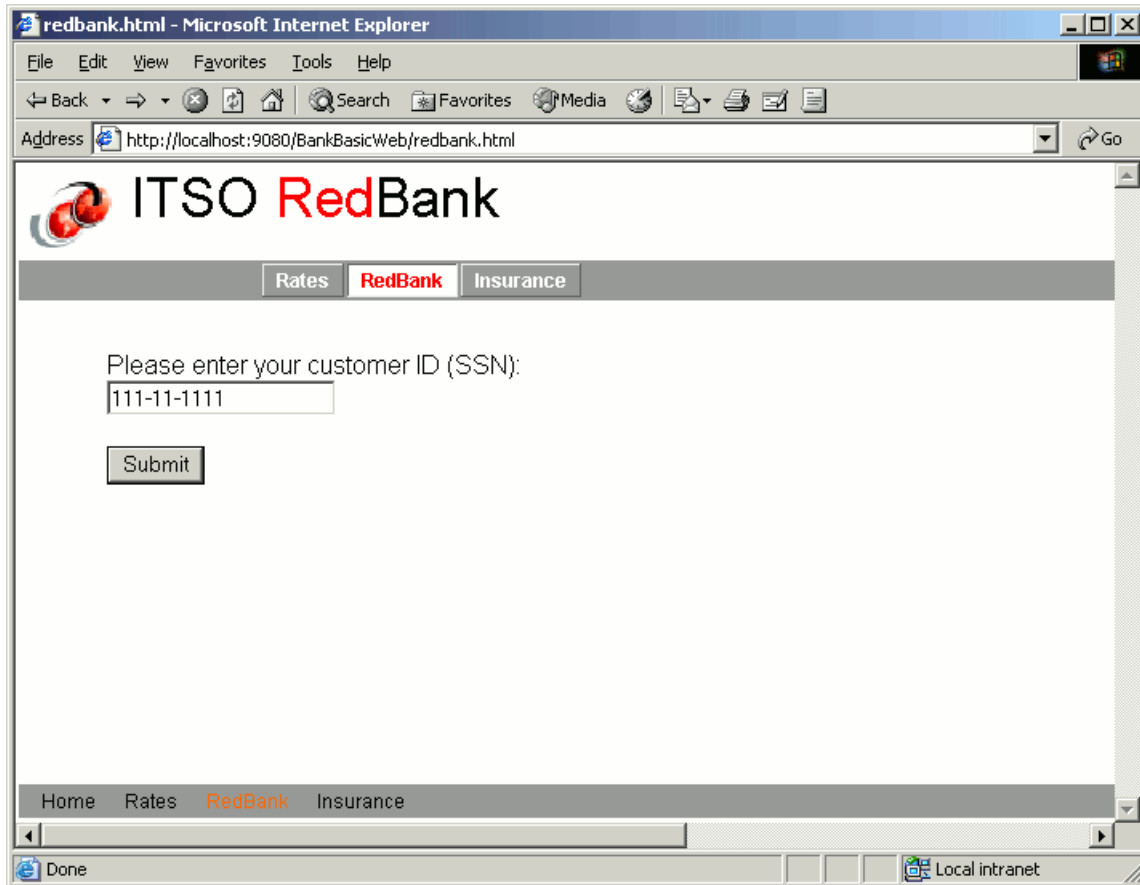 redbank.html - Microsoft Internet Explorer
File Edit View Favorites Tools Help
Back Search Favorites Media
Address http://localhost:9080/BankBasicWeb/redbank.html Go
ITSO RedBank
Rates RedBank Insurance
Please enter your customer ID (SSN):
111-11-1111
Submit
Home Rates RedBank Insurance
Done Local intranet